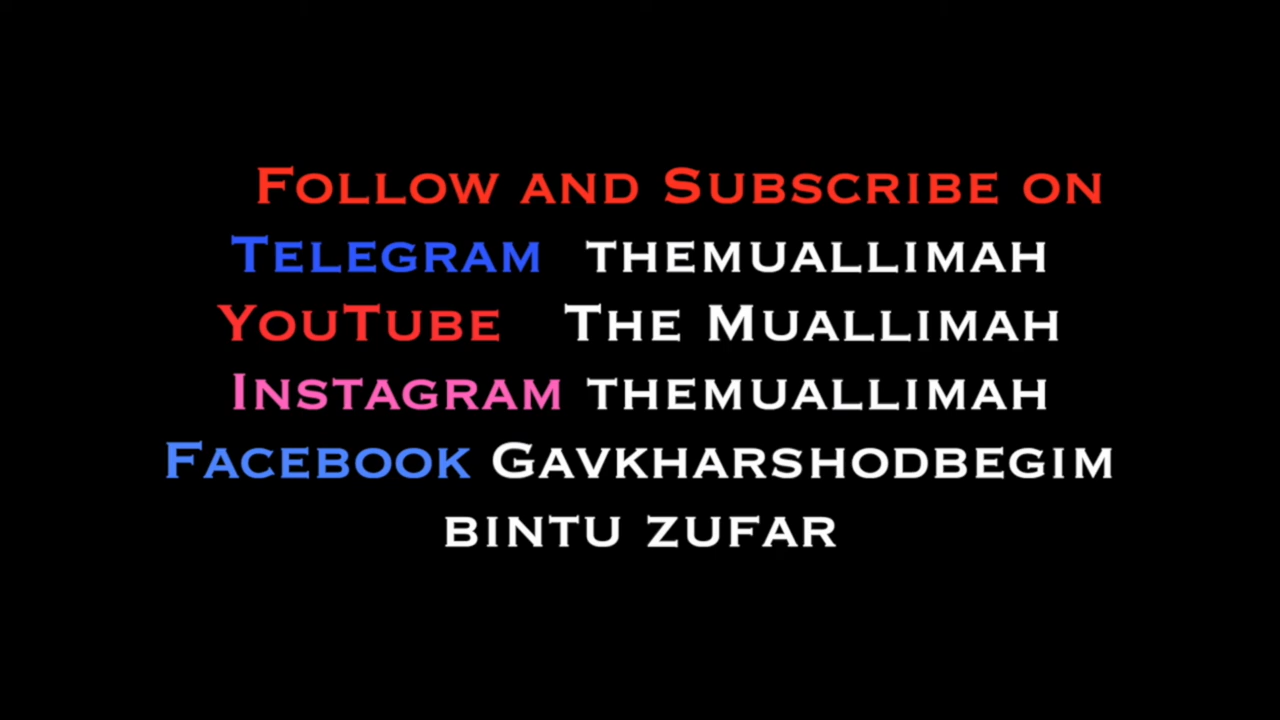 Follow and Subscribe on
Telegram themuallimah
YouTube The Muallimah
Instagram themuallimah
Facebook Gavkharshodbegim
bintu zufar